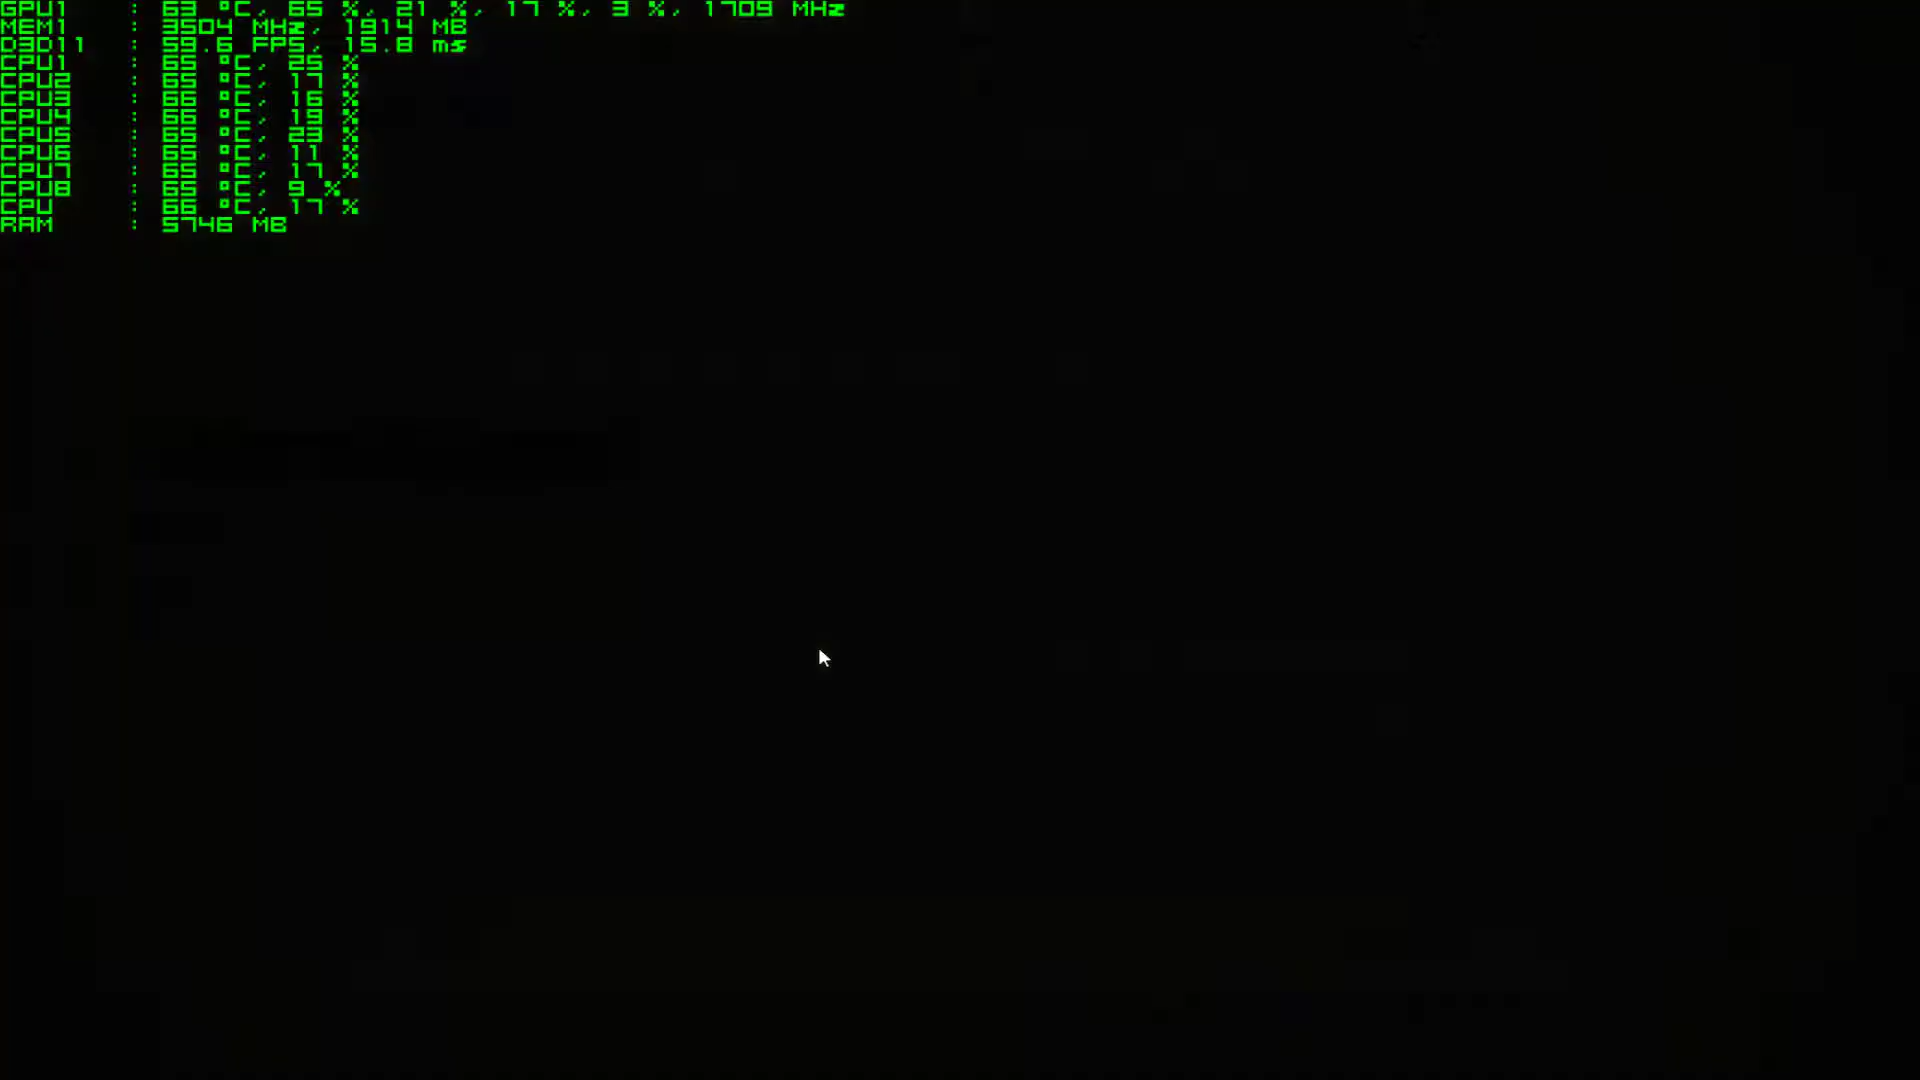 GPU1 : 63 °C, 65 %, 21 %, 17 %, 3 %, 1709 MHz
MEM1 : 3504 MHz, 1914 MB
D3D11 : 59.6 FPS, 15.8 ms
CPU1 : 65 °C, 25 %
CPU2 : 65 °C, 17 %
CPU3 : 66 °C, 16 %
CPU4 : 66 °C, 19 %
CPU5 : 65 °C, 23 %
CPU6 : 65 °C, 11 %
CPU7 : 65 °C, 17 %
CPU8 : 65 °C, 9 %
CPU : 66 °C, 17 %
RAM : 5746 MB